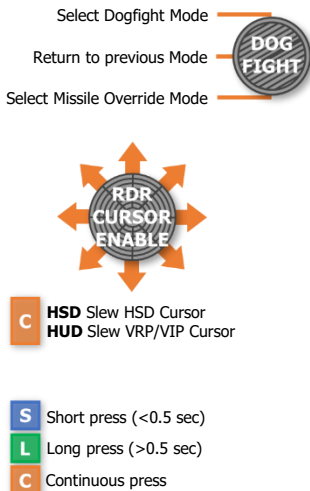 Select Dogfight Mode
DOG
Return to previous Mode
FIGHT
Select Missile Override Mode
RDR
CURSOR
ENABLE
C HSD Slew HSD Cursor
HUD Slew VRP/VIP Cursor
S Short press (<0.5 sec)
L Long press (>0.5 sec)
C Continuous press